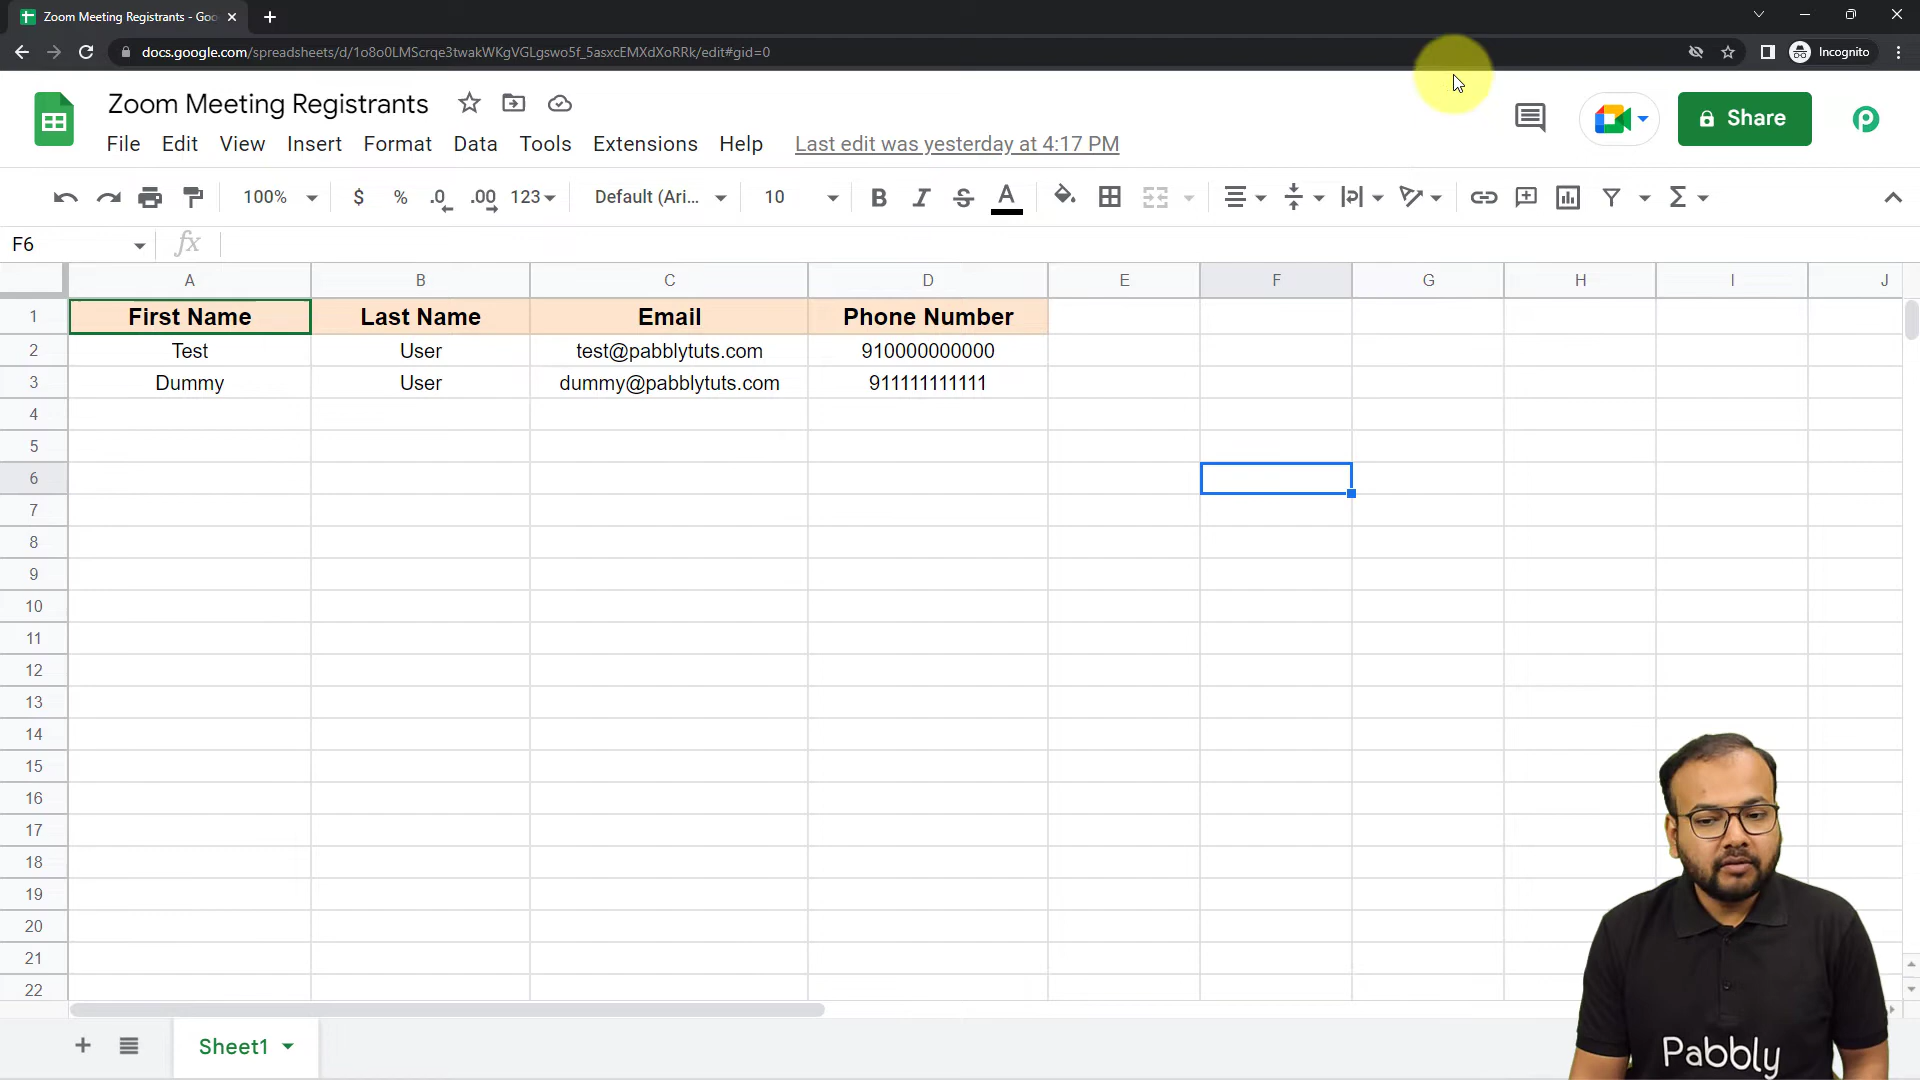 Zoom Meeting Registrants - Goo
docs.google.com/spreadsheets/d/1o8o0LMScrqe3twakWKgVGLgswo5f_5asxcEMXdXoRRk/edit#gid=0
Incognito
Zoom Meeting Registrants
Share
File Edit View Insert Format Data Tools Extensions Help Last edit was yesterday at 4:17 PM
100% $ % .0 .00 123 Default (Ari... 10 B I S A
F6 fx
A B C D E F G H I J
1 First Name Last Name Email Phone Number
2 Test User test@pabblytuts.com 910000000000
3 Dummy User dummy@pabblytuts.com 911111111111
4
5
6
7
8
9
10
11
12
13
14
15
16
17
18
19
20
21
22
Sheet1
Pabbly